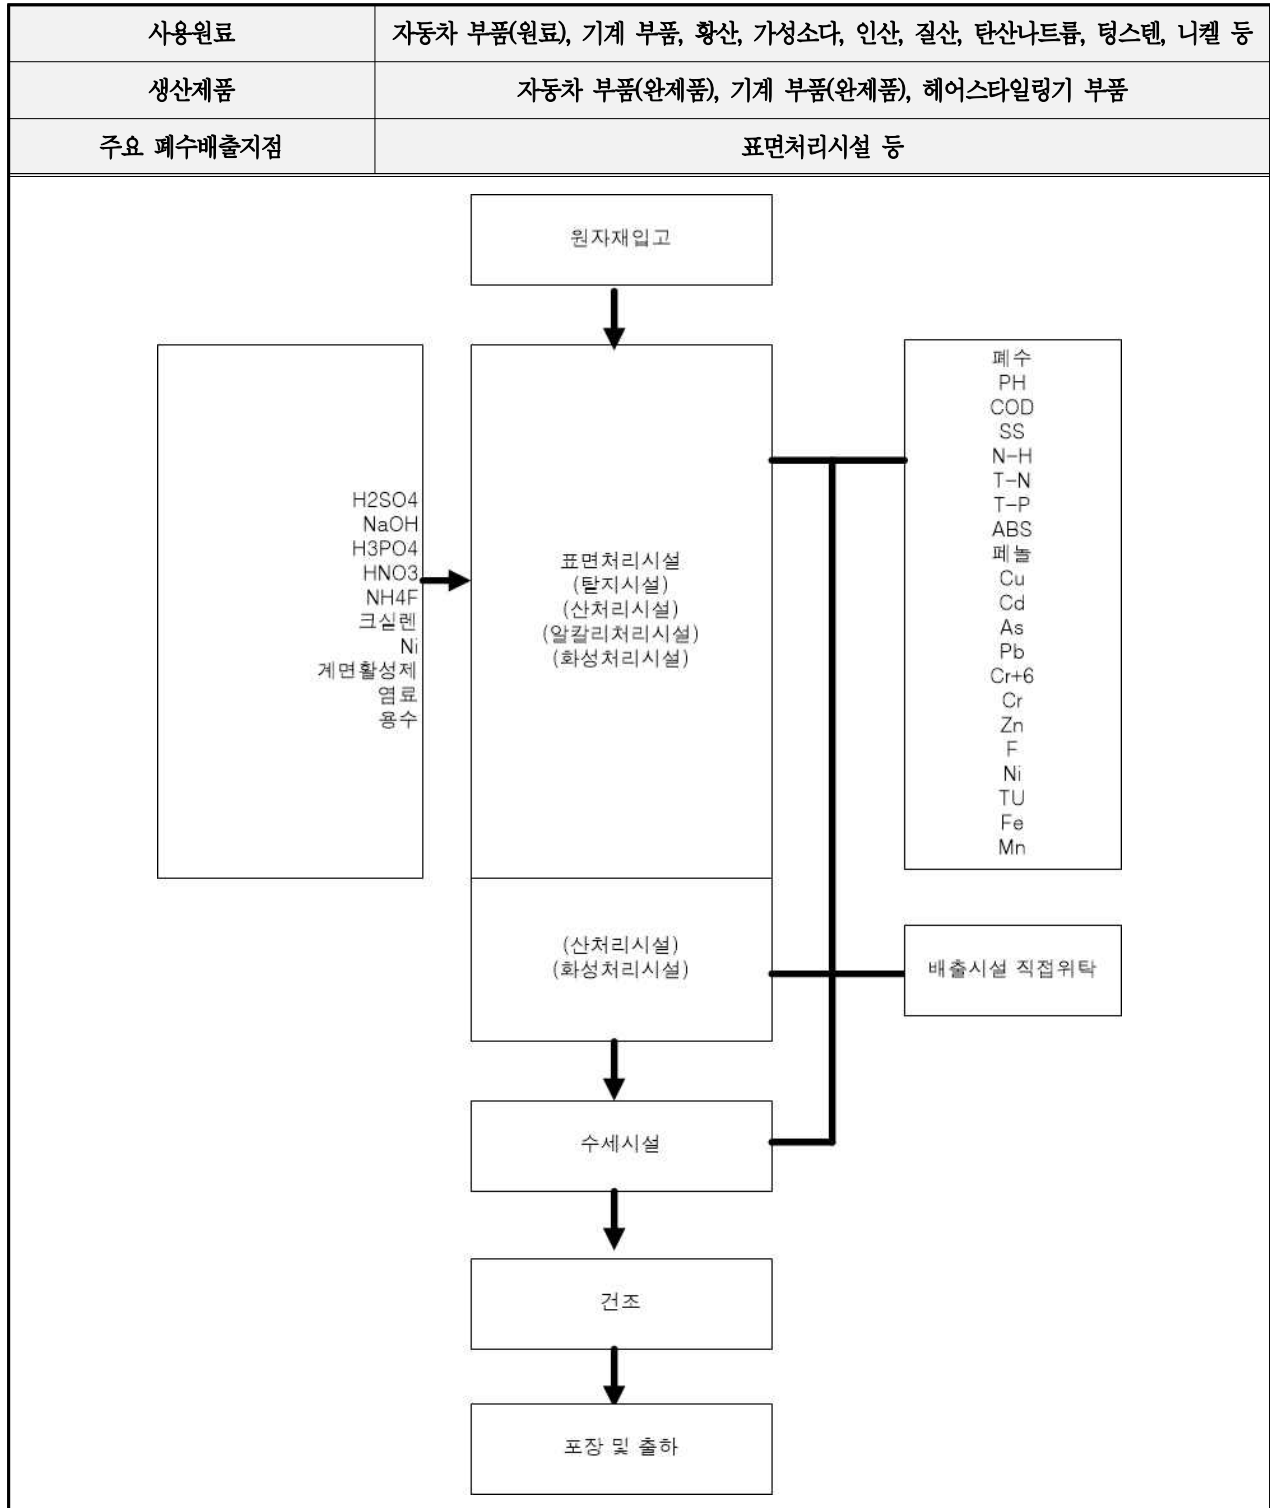 사용원료
자동차 부품(원료), 기계 부품, 황산, 가성소다, 인산, 질산, 탄산나트륨, 텅스텐, 니켈 등
생산제품
자동차 부품(완제품), 기계 부품(완제품), 헤어스타일링기 부품
주요 폐수배출지점
표면처리시설 등
원자재입고
H2SO4
NaOH
H3PO4
HNO3
NH4F
크실렌
Ni
계면활성제
염료
용수
표면처리시설
(탈지시설)
(산처리시설)
(알칼리처리시설)
(화성처리시설)
폐수
PH
COD
SS
N-H
T-N
T-P
ABS
페놀
Cu
Cd
As
Pb
Cr+6
Cr
Zn
F
Ni
TU
Fe
Mn
(산처리시설)
(화성처리시설)
배출시설 직접위탁
수세시설
건조
포장 및 출하